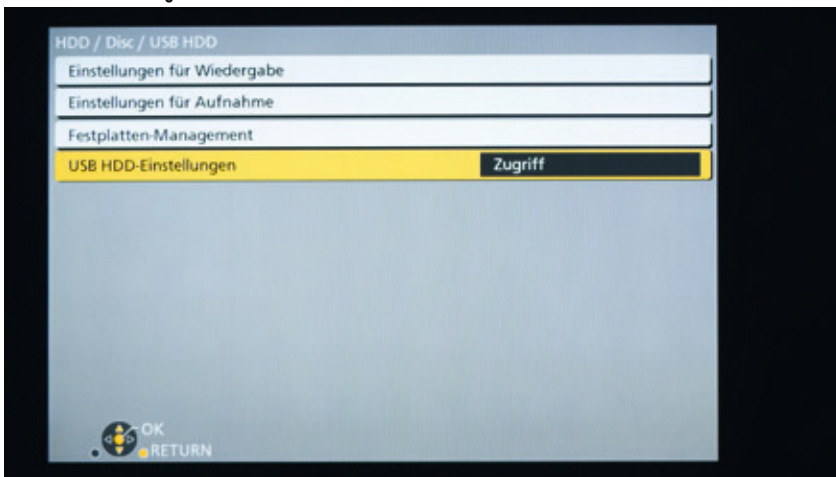 HDD / Disc / USB HDD
Einstellungen für Wiedergabe
Einstellungen für Aufnahme
Festplatten-Management
USB HDD-Einstellungen Zugriff
OK
RETURN